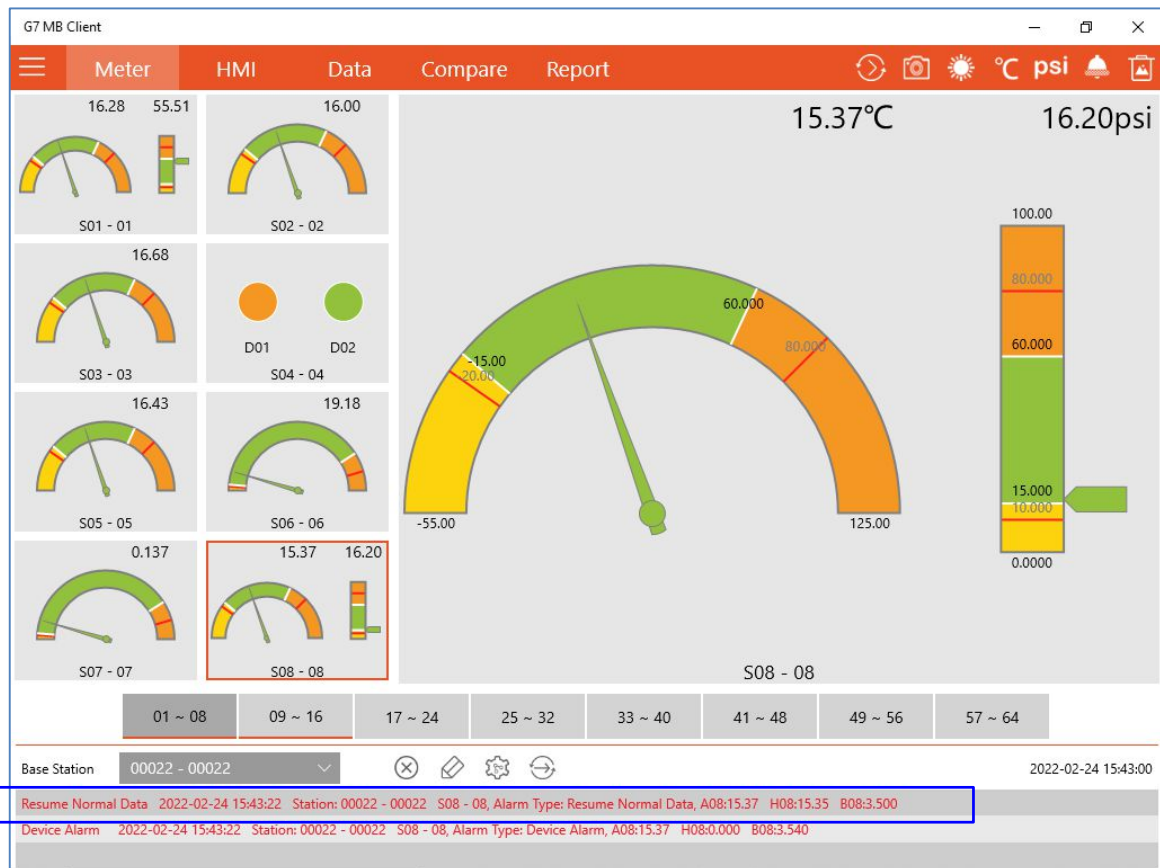 G7 MB Client
Meter HMI Data Compare Report ℃ psi
16.28 55.51
S01 - 01
16.00
S02 - 02
16.68
S03 - 03
D01 D02
S04 - 04
16.43
S05 - 05
19.18
S06 - 06
0.137
S07 - 07
15.37 16.20
S08 - 08
15.37℃ 16.20psi
60.000
80.000
-15.00
-20.00
-55.00 125.00
100.00
80.000
60.000
15.000
10.000
0.0000
S08 - 08
01 ~ 08 09 ~ 16 17 ~ 24 25 ~ 32 33 ~ 40 41 ~ 48 49 ~ 56 57 ~ 64
Base Station 00022 - 00022 2022-02-24 15:43:00
Resume Normal Data 2022-02-24 15:43:22 Station: 00022 - 00022 S08 - 08, Alarm Type: Resume Normal Data, A08:15.37 H08:15.35 B08:3.500
Device Alarm 2022-02-24 15:43:22 Station: 00022 - 00022 S08 - 08, Alarm Type: Device Alarm, A08:15.37 H08:0.000 B08:3.540